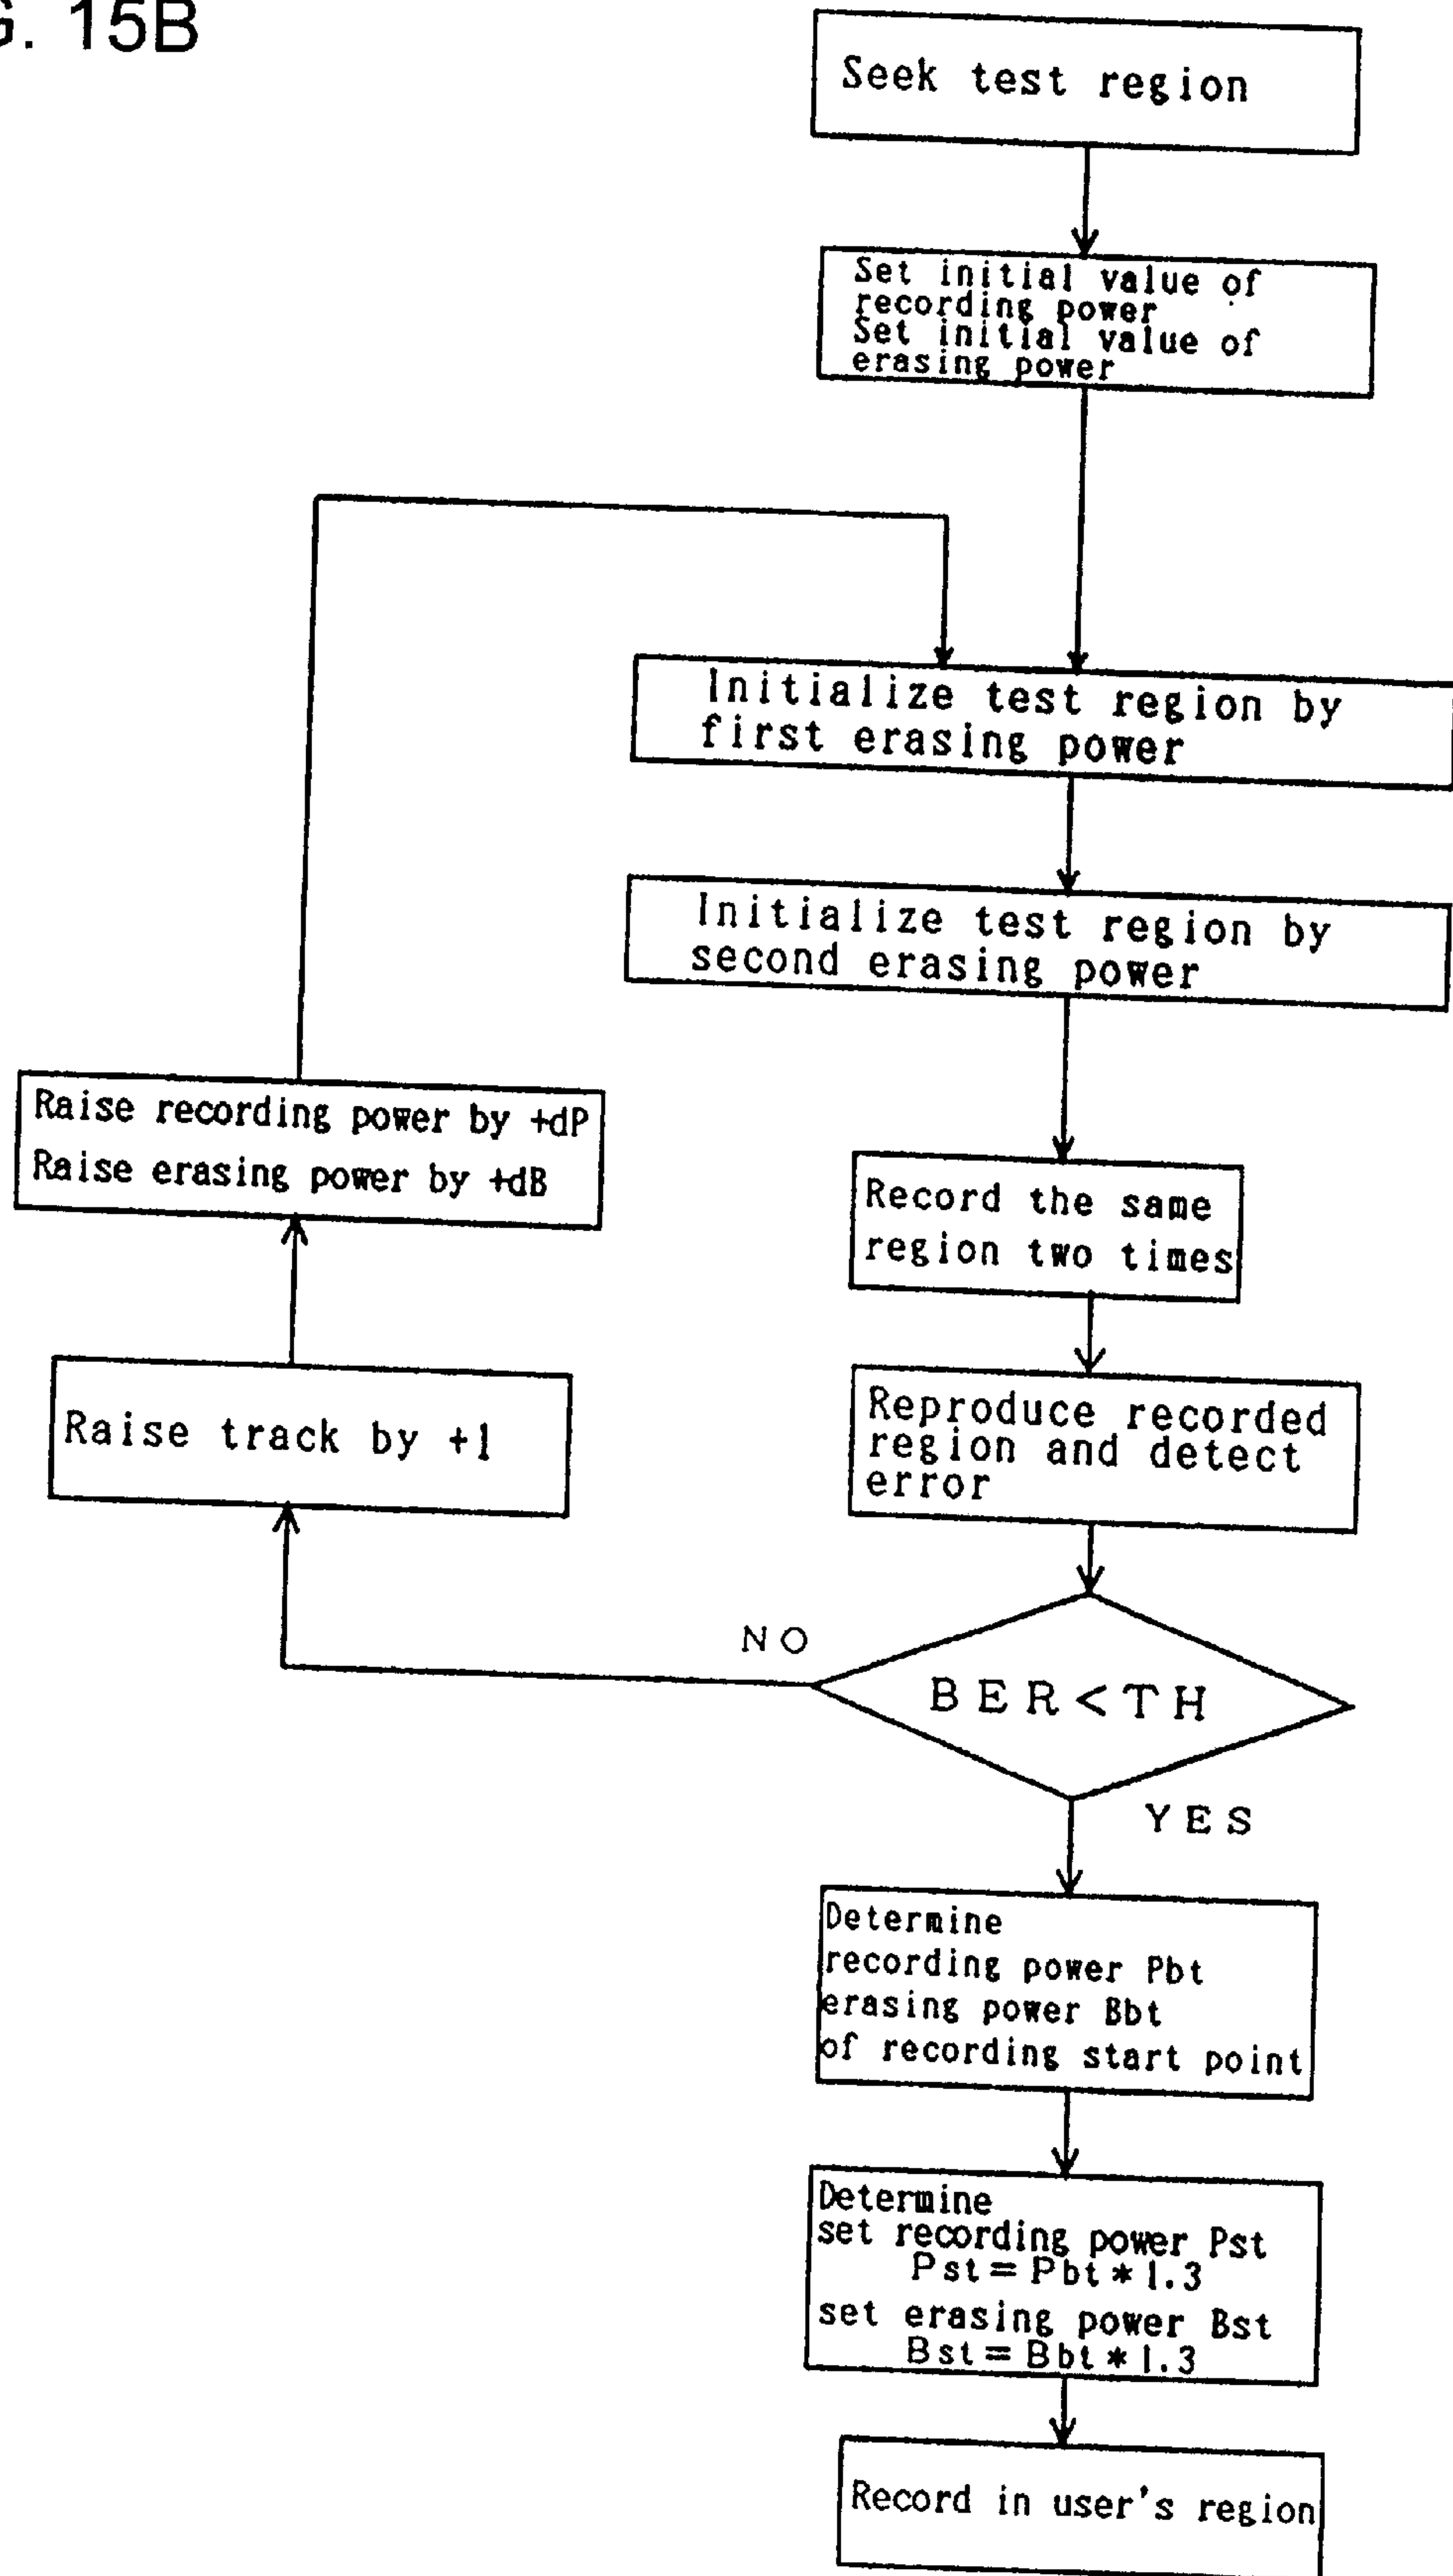 G. 15B
Seek test region
Set initial value of
recording power
Set initial value of
erasing power
Initialize test region by
first erasing power
Initialize test region by
second erasing power
Raise recording power by +dP
Raise erasing power by +dB
Record the same
region two times
Raise track by +1
Reproduce recorded
region and detect
error
NO
BER<TH
YES
Determine
recording power Pbt
erasing power Bbt
of recording start point
Determine
set recording power Pst
Pst=Pbt*1.3
set erasing power Bst
Bst=Bbt*1.3
Record in user's region